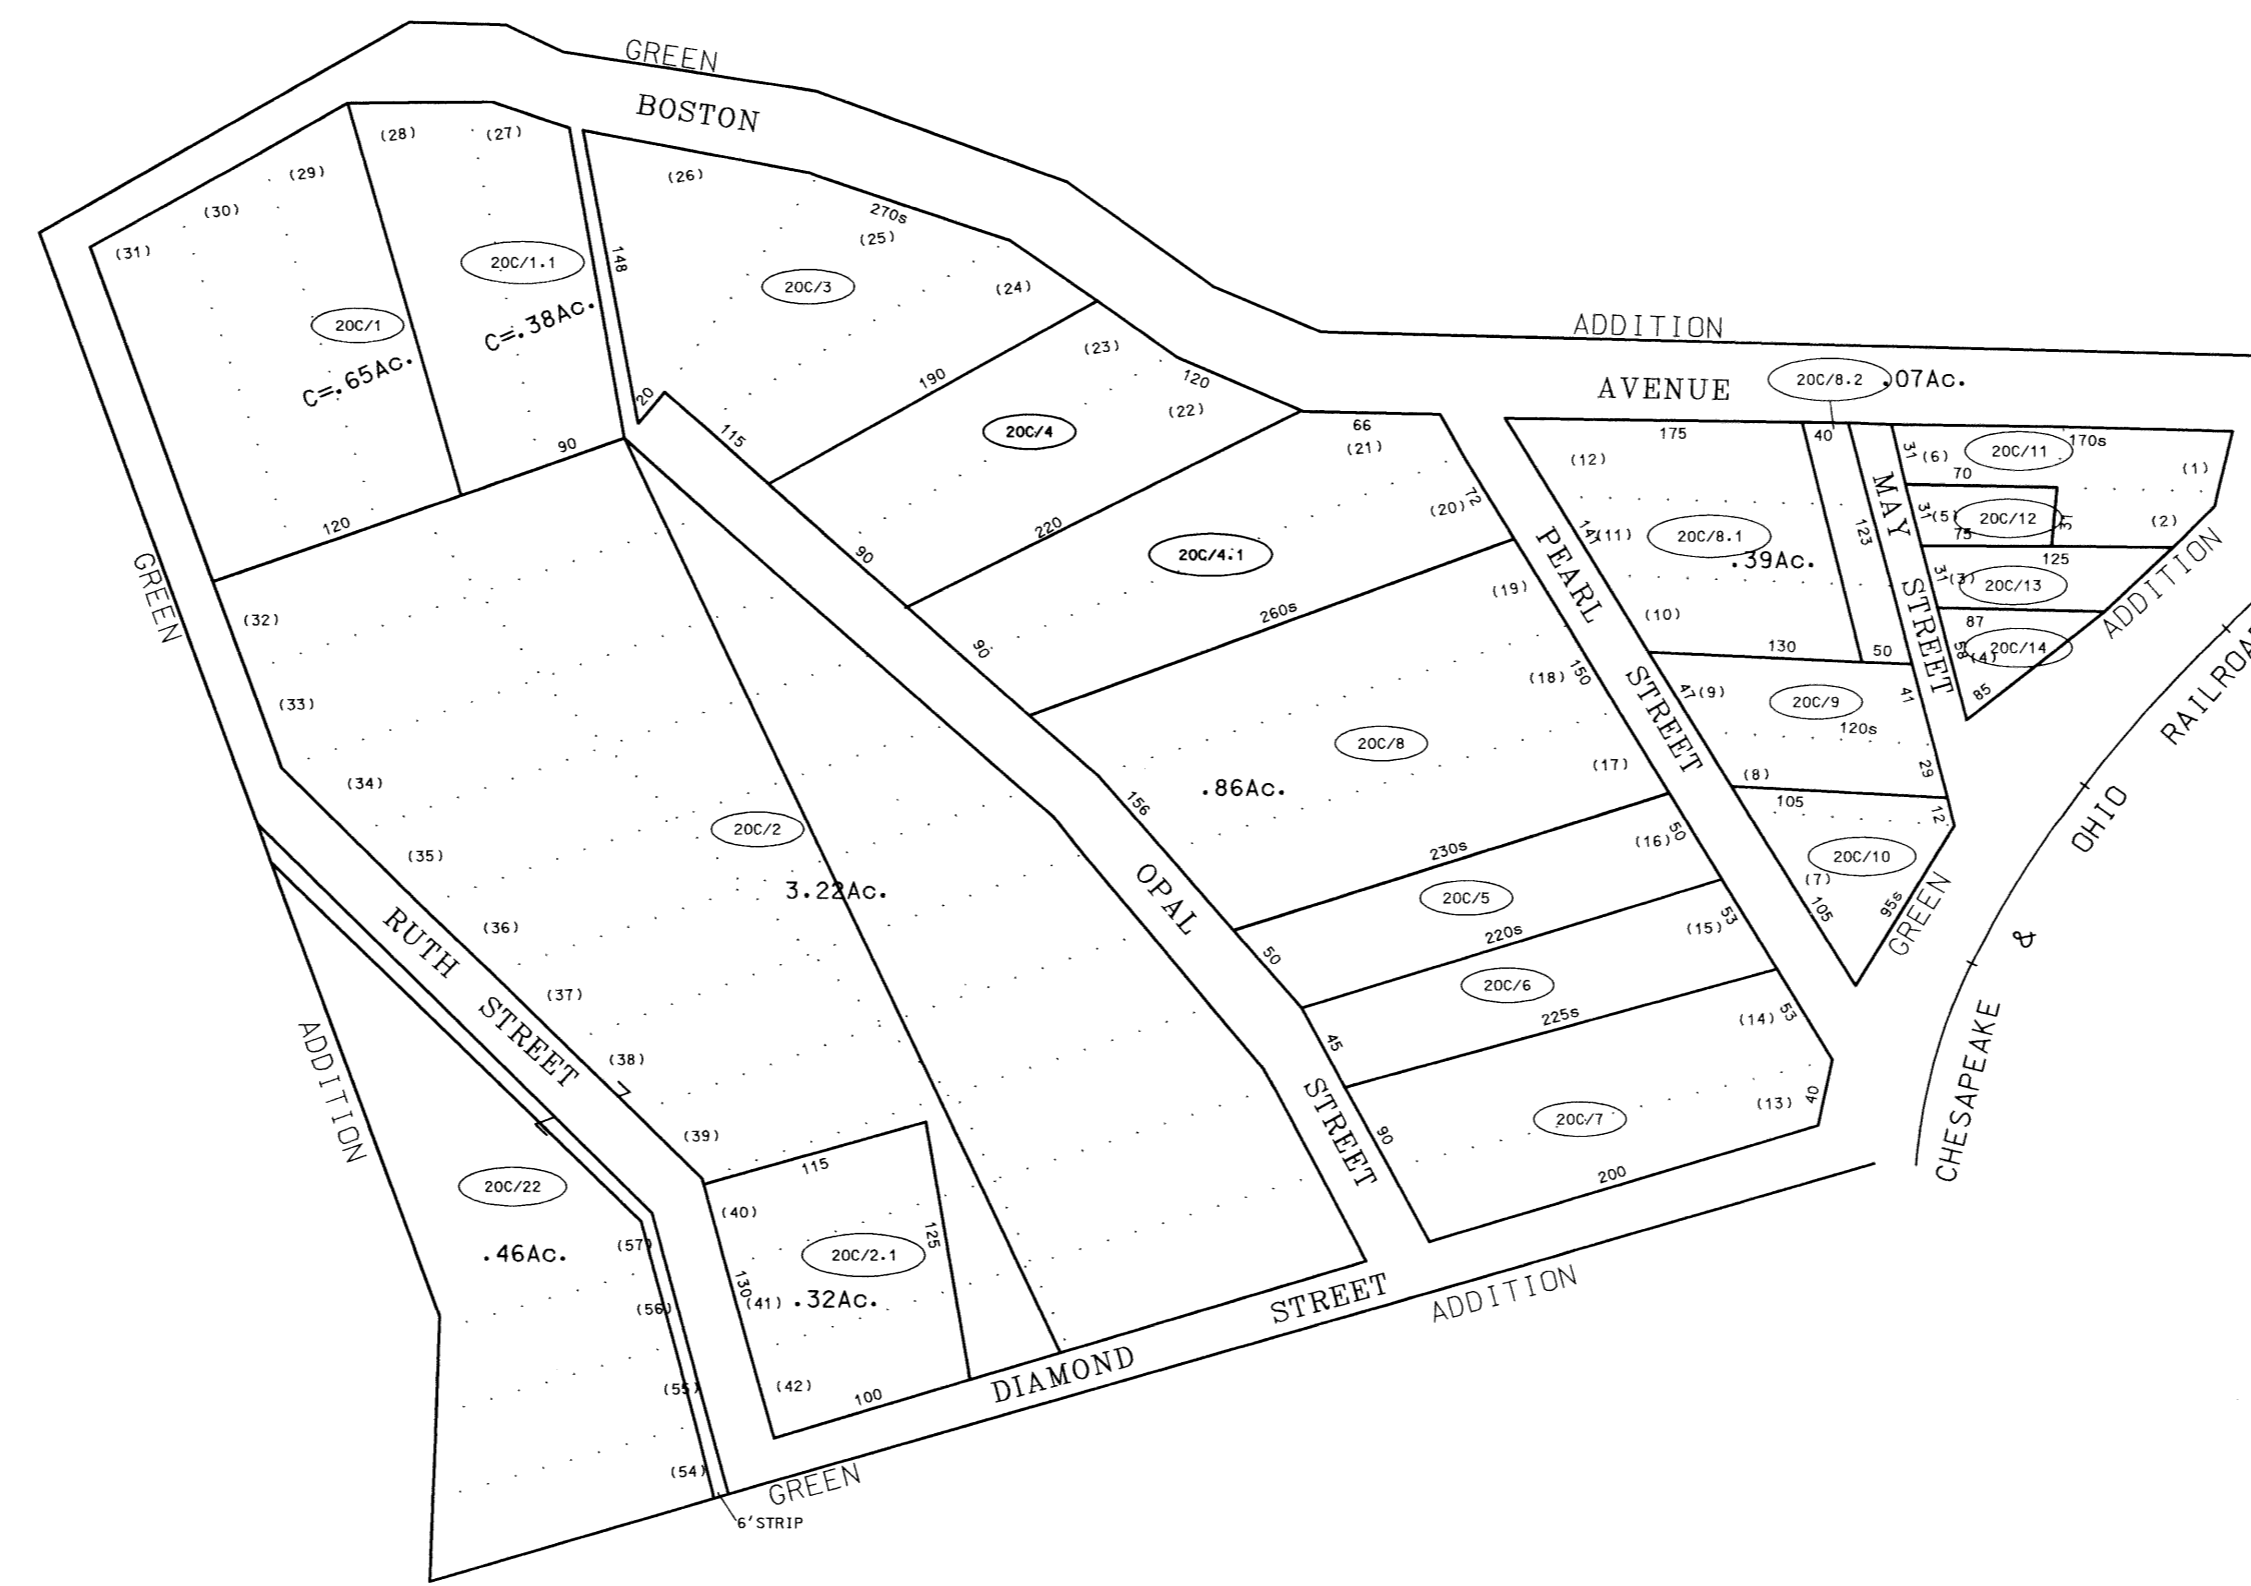 GREEN
BOSTON
(28)
(27)
(26)
(29)
(30)
(31)
270s
(25)
(24)
148
20C/1.1
C=.38Ac.
20C/3
20C/1
C=.65Ac.
ADDITION
AVENUE
20C/8.2
.07Ac.
(23)
120
(22)
190
20
115
90
120
20C/4
66
(21)
175
40
31
(6)
20C/11
170s
(1)
70
(12)
(20)
72
MAY
STREET
31
(5)
20C/12
31
75
(2)
220
90
20C/4.1
PEARL
STREET
141
(11)
20C/8.1
.39Ac.
123
125
31
(3)
20C/13
ADDITION
GREEN
(32)
90
260s
(19)
(10)
130
50
87
58
(4)
20C/14
85
(33)
(18)
150
47
(9)
20C/9
41
120s
20C/8
.86Ac.
(17)
(8)
29
RAILROA
(34)
156
105
12
OHIO
20C/2
3.22Ac.
(35)
230s
(16)
50
20C/10
(7)
105
95s
GREEN
OPAL
STREET
20C/5
(36)
RUTH
STREET
50
220s
(15)
53
&
(37)
20C/6
225s
(14)
53
CHESAPEAKE
45
(38)
ADDITION
20C/7
(13)
40
90
(39)
115
200
20C/22
.46Ac.
(40)
125
20C/2.1
(57)
130
(41)
.32Ac.
(56)
STREET
ADDITION
DIAMOND
(55)
(42)
100
(54)
GREEN
6'STRIP